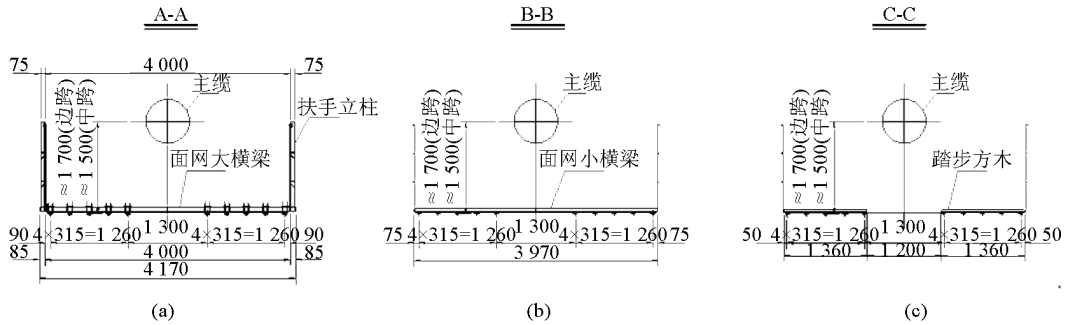 A-A
75 4 000 75
主缆
扶手立柱
≈1 700(边跨)
≈1 500(中跨)
面网大横梁
1 300
90 4×315=1 260 4×315=1 260 90
85 4 000 85
4 170
(a)
B-B
主缆
≈1 700(边跨)
≈1 500(中跨)
面网小横梁
1 300
75 4×315=1 260 4×315=1 260 75
3 970
(b)
C-C
主缆
≈1 700(边跨)
≈1 500(中跨)
踏步方木
1 300
50 4×315=1 260 4×315=1 260 50
1 360 1 200 1 360
(c)